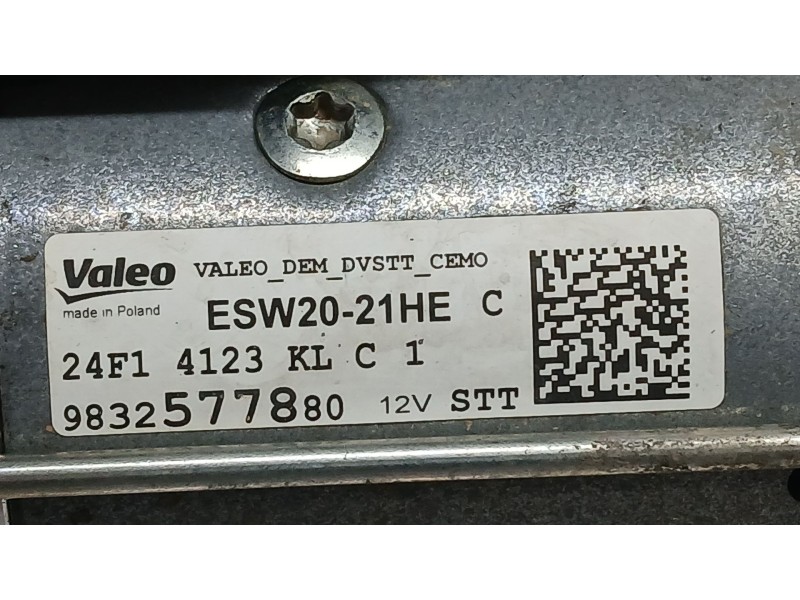 Valeo VALEO_DEM_DVSTT_CEMO
made in Poland ESW20-21HE C
24F1 4123 KL C 1
9832577880 12V STT